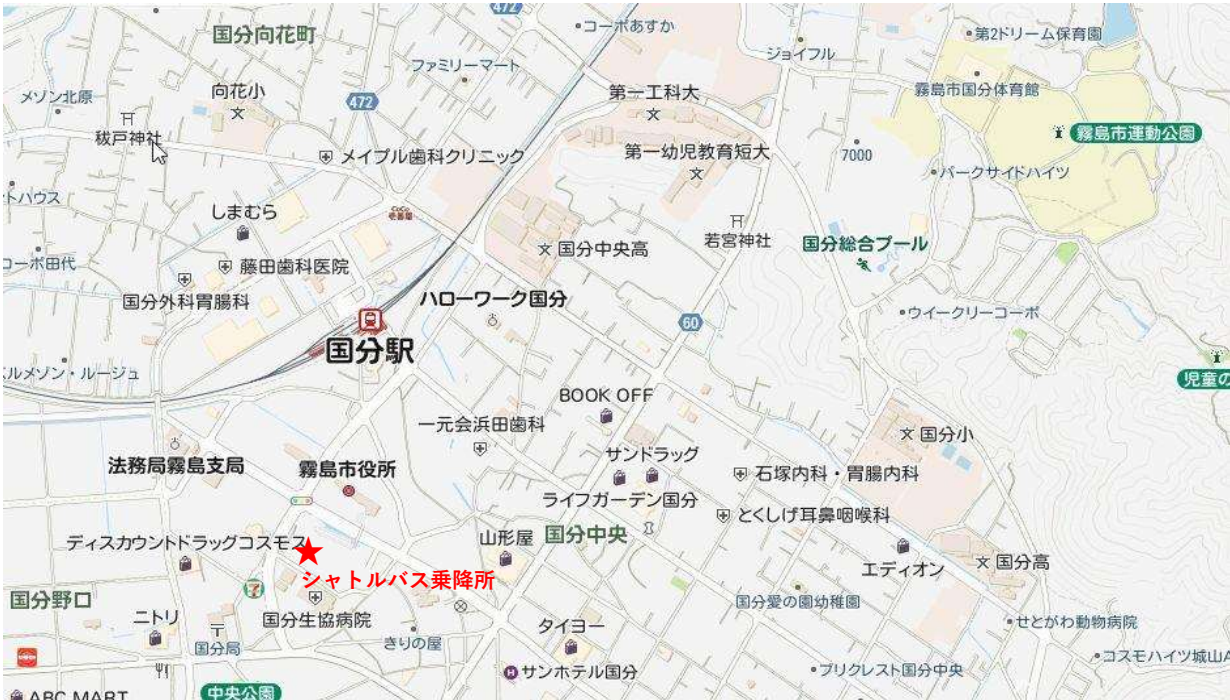 472
コーポあすか
国分向花町
第2ドリーム保育園
ジョイフル
ファミリーマート
メゾン北原
向花小
472
第一工科大
霧島市国分体育館
祓戸神社
霧島市運動公園
メイプル歯科クリニック
第一幼児教育短大
7000
パークサイドハイツ
トハウス
しまむら
CoCo
壱番屋
若宮神社
国分総合プール
国分中央高
コーポ田代
藤田歯科医院
国分外科胃腸科
ハローワーク国分
60
ウイークリーコーポ
国分駅
ルメゾン・ルージュ
児童の
BOOK OFF
一元会浜田歯科
国分小
サンドラッグ
法務局霧島支局
霧島市役所
石塚内科・胃腸内科
ライフガーデン国分
とくしげ耳鼻咽喉科
ディスカウントドラッグコスモス
山形屋
国分中央
エディオン
国分高
シャトルバス乗降所
国分野口
ニトリ
国分生協病院
国分愛の園幼稚園
国分局
きりの屋
タイヨー
せとがわ動物病院
サンホテル国分
プリクレスト国分中央
コスモハイツ城山A
ABC MART
中央公園